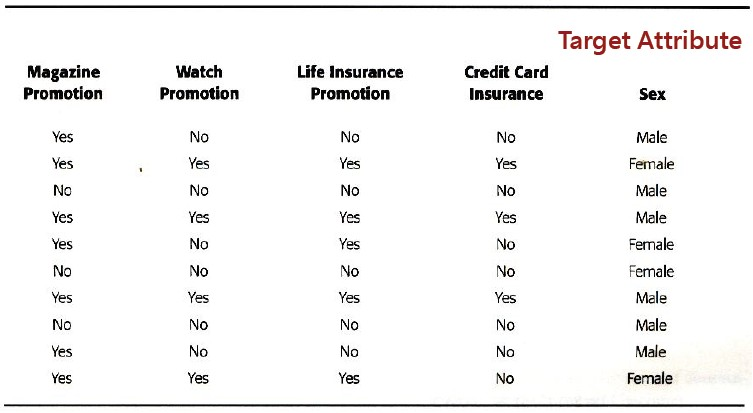 Target Attribute
Magazine Promotion Watch Promotion Life Insurance Promotion Credit Card Insurance Sex
Yes No No No Male
Yes Yes Yes Yes Female
No No No No Male
Yes Yes Yes Yes Male
Yes No Yes No Female
No No No No Female
Yes Yes Yes Yes Male
No No No No Male
Yes No No No Male
Yes Yes Yes No Female